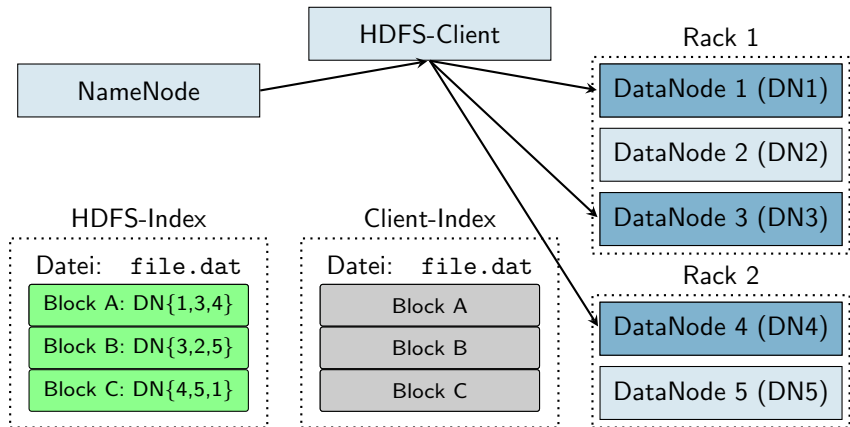 HDFS-Client
NameNode
Rack 1
DataNode 1 (DN1)
DataNode 2 (DN2)
DataNode 3 (DN3)
HDFS-Index
Datei: file.dat
Block A: DN{1,3,4}
Block B: DN{3,2,5}
Block C: DN{4,5,1}
Client-Index
Datei: file.dat
Block A
Block B
Block C
Rack 2
DataNode 4 (DN4)
DataNode 5 (DN5)